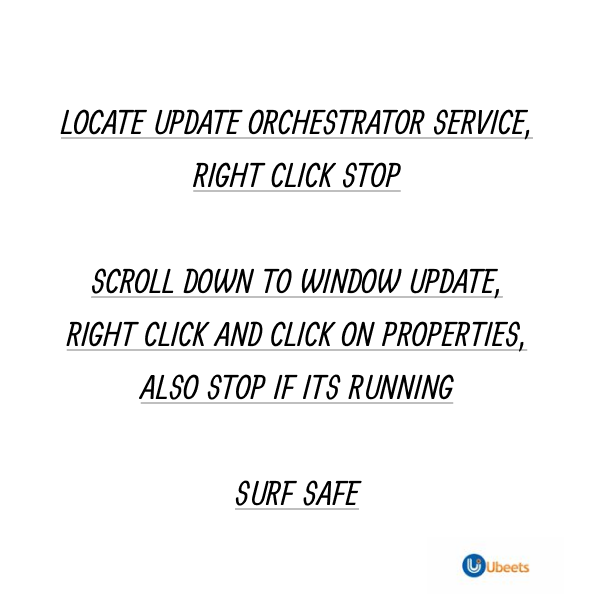 LOCATE UPDATE ORCHESTRATOR SERVICE,
RIGHT CLICK STOP
SCROLL DOWN TO WINDOW UPDATE,
RIGHT CLICK AND CLICK ON PROPERTIES,
ALSO STOP IF ITS RUNNING
SURF SAFE
Ubeets